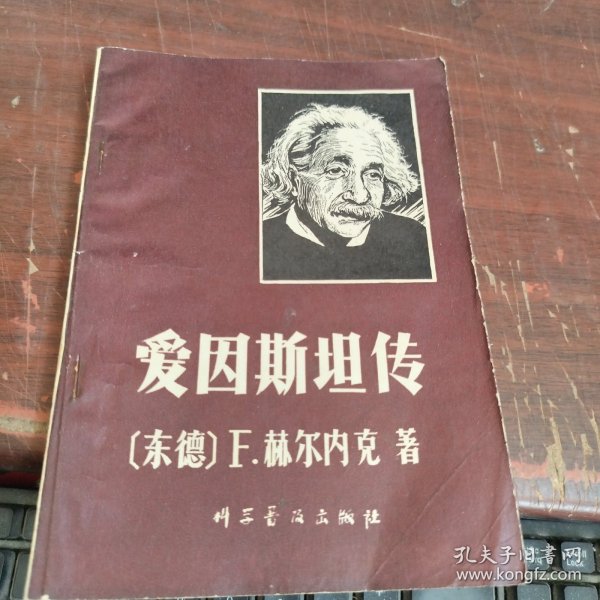 爱因斯坦传
〔东德〕F.赫尔内克 著
科学普及出版社
孔夫子旧书网
www.kongfz.com